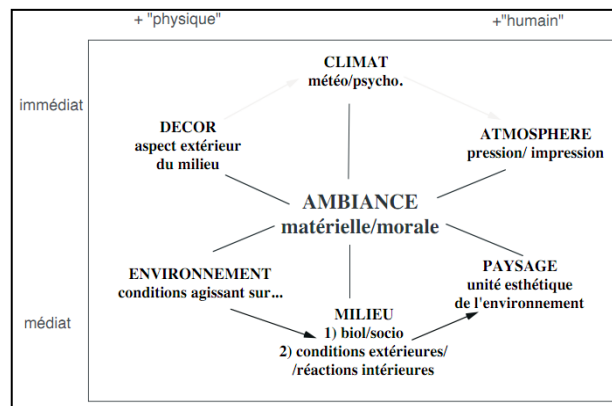 + "physique"
+"humain"
CLIMAT
météo/psycho.
immédiat
DECOR
aspect extérieur
du milieu
ATMOSPHERE
pression/ impression
AMBIANCE
matérielle/morale
ENVIRONNEMENT
conditions agissant sur...
PAYSAGE
unité esthétique
de l'environnement
médiat
MILIEU
1) biol/socio
2) conditions extérieures/
/réactions intérieures